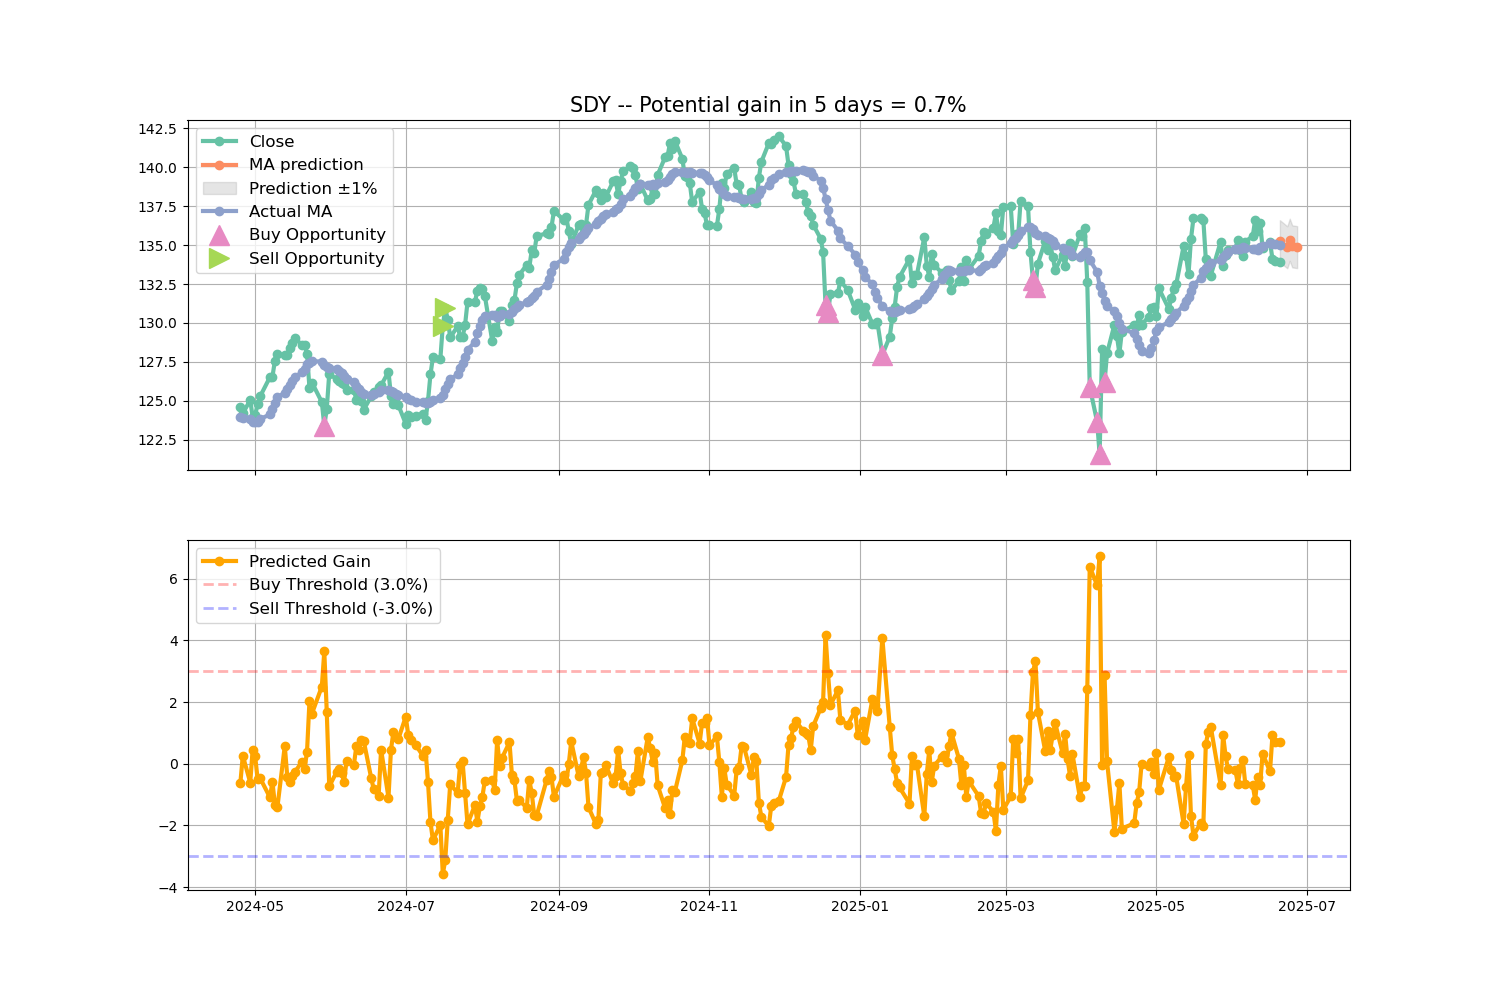 SDY -- Potential gain in 5 days = 0.7%
142.5
140.0
137.5
135.0
132.5
130.0
127.5
125.0
122.5
Close
MA prediction
Prediction ±1%
Actual MA
Buy Opportunity
Sell Opportunity
6
4
2
0
−2
−4
Predicted Gain
Buy Threshold (3.0%)
Sell Threshold (-3.0%)
2024-05 2024-07 2024-09 2024-11 2025-01 2025-03 2025-05 2025-07